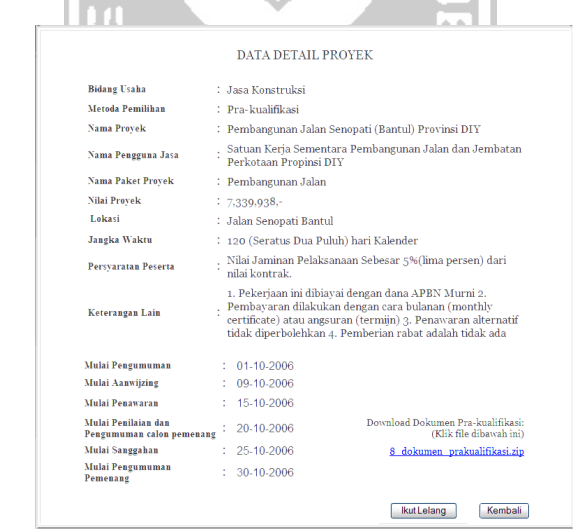 DATA DETAIL PROYEK
Bidang Usaha : Jasa Konstruksi
Metoda Pemilihan : Pra-kualifikasi
Nama Proyek : Pembangunan Jalan Senopati (Bantul) Provinsi DIY
Nama Pengguna Jasa : Satuan Kerja Sementara Pembangunan Jalan dan Jembatan
Perkotaan Propinsi DIY
Nama Paket Proyek : Pembangunan Jalan
Nilai Proyek : 7,339,938,-
Lokasi : Jalan Senopati Bantul
Jangka Waktu : 120 (Seratus Dua Puluh) hari Kalender
Persyaratan Peserta : Nilai Jaminan Pelaksanaan Sebesar 5%(lima persen) dari
nilai kontrak.
Keterangan Lain : 1. Pekerjaan ini dibiayai dengan dana APBN Murni 2.
Pembayaran dilakukan dengan cara bulanan (monthly
certificate) atau angsuran (termijn) 3. Penawaran alternatif
tidak diperbolehkan 4. Pemberian rabat adalah tidak ada
Mulai Pengumuman : 01-10-2006
Mulai Aanwijzing : 09-10-2006
Mulai Penawaran : 15-10-2006
Mulai Penilaian dan
Pengumuman calon pemenang : 20-10-2006
Mulai Sanggahan : 25-10-2006
Mulai Pengumuman
Pemenang : 30-10-2006
Download Dokumen Pra-kualifikasi:
(Klik file dibawah ini)
8_dokumen_prakualifikasi.zip
Ikut Lelang Kembali